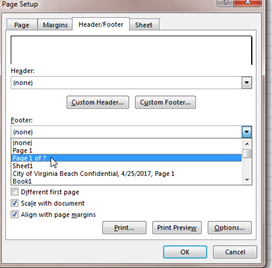 Page Setup
Page Margins Header/Footer Sheet
Header:
(none)
Custom Header... Custom Footer...
Footer:
(none)
(none)
Page 1
Page 1 of ?
Sheet1
City of Virginia Beach Confidential, 4/25/2017, Page 1
Book1
Different first page
Scale with document
Align with page margins
Print... Print Preview Options...
OK Cancel